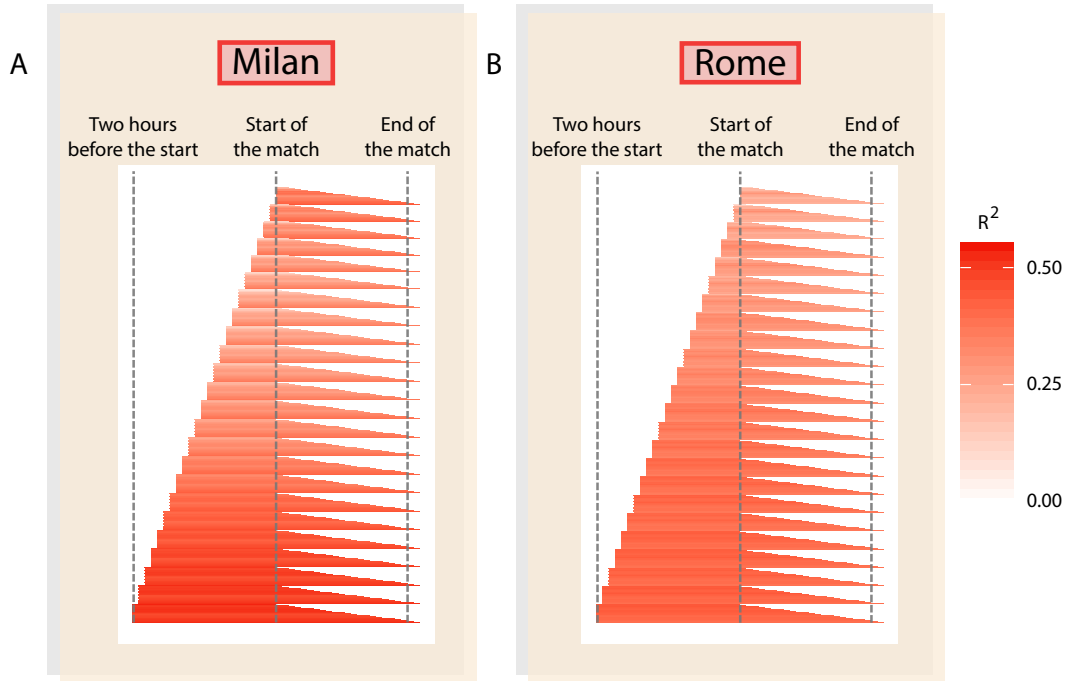 A
Milan
Two hours
before the start
Start of
the match
End of
the match
B
Rome
Two hours
before the start
Start of
the match
End of
the match
R²
0.50
0.25
0.00